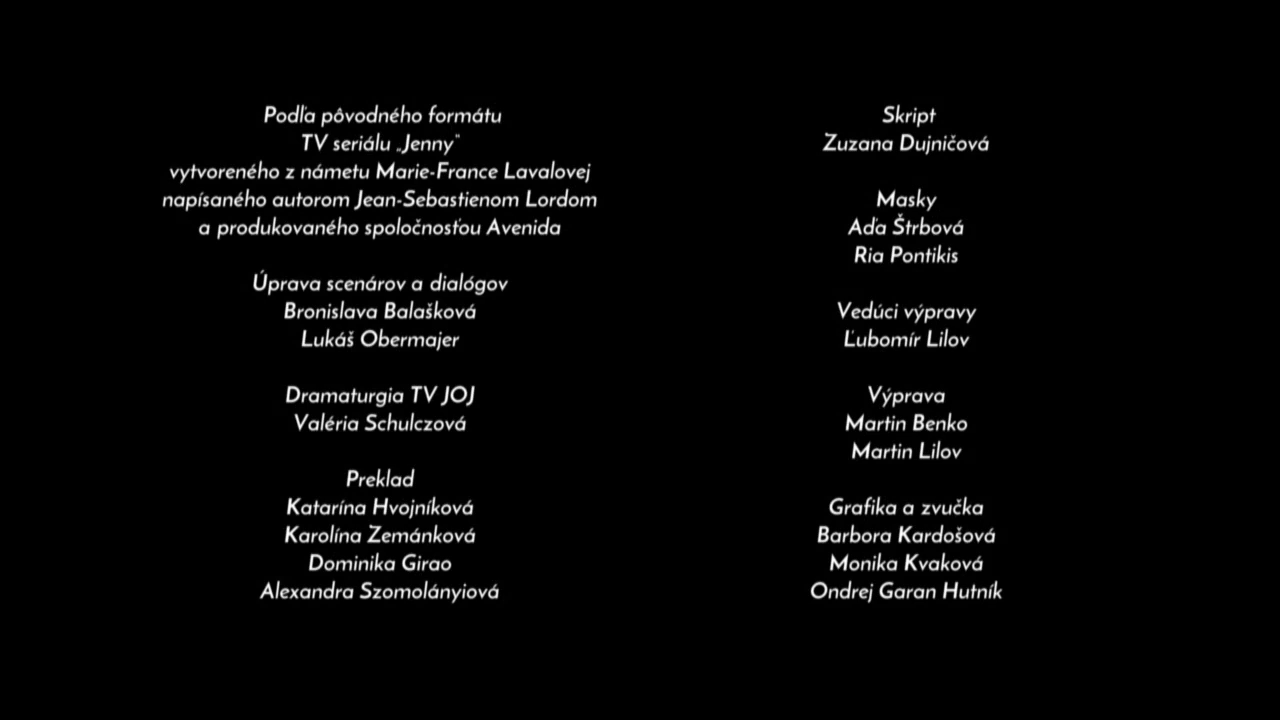 Podľa pôvodného formátu
TV seriálu „Jenny“
vytvoreného z námetu Marie-France Lavalovej
napísaného autorom Jean-Sebastienom Lordom
a produkovaného spoločnosťou Avenida
Úprava scenárov a dialógov
Bronislava Balašková
Lukáš Obermajer
Dramaturgia TV JOJ
Valéria Schulczová
Preklad
Katarína Hvojníková
Karolína Zemánková
Dominika Girao
Alexandra Szomolányiová
Skript
Zuzana Dujničová
Masky
Aďa Štrbová
Ria Pontikis
Vedúci výpravy
Ľubomír Lilov
Výprava
Martin Benko
Martin Lilov
Grafika a zvučka
Barbora Kardošová
Monika Kvaková
Ondrej Garan Hutník